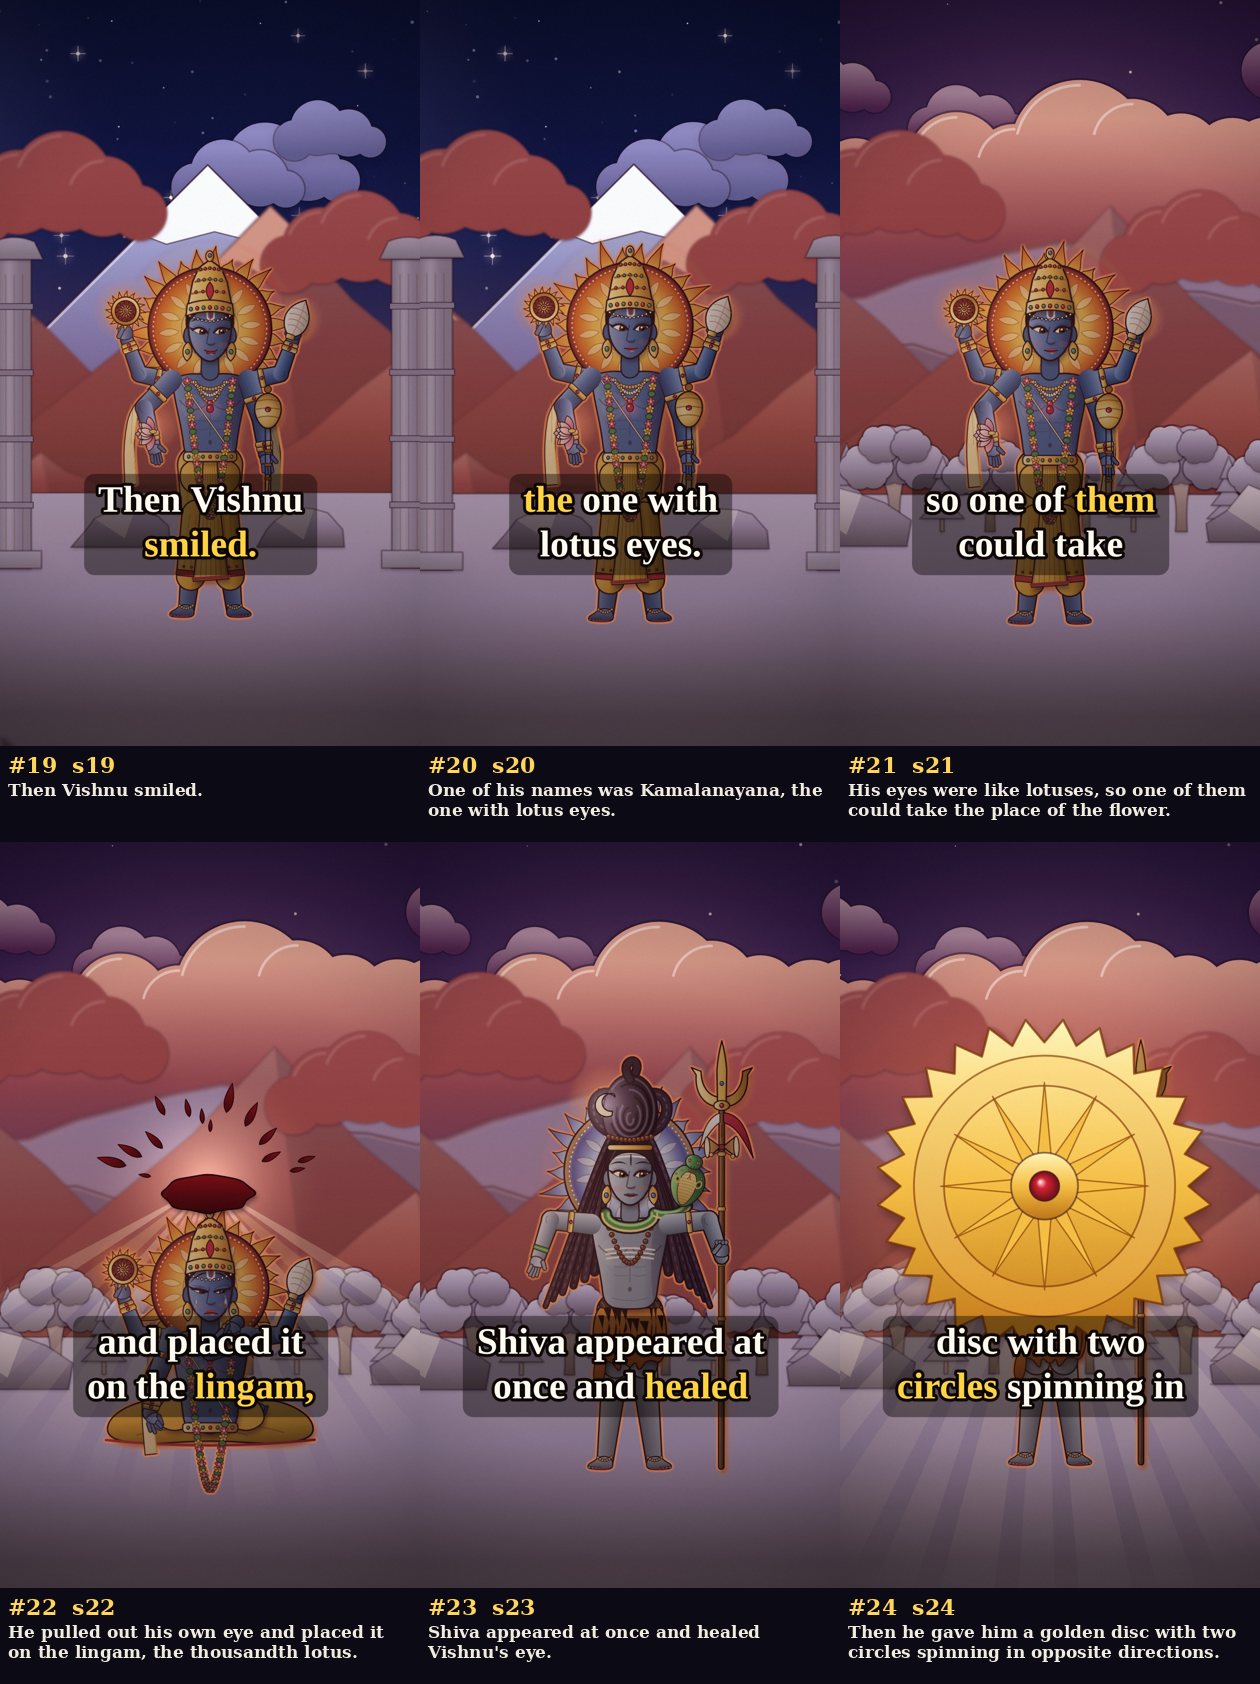 Then Vishnu
smiled.
the one with
lotus eyes.
so one of them
could take
#19 s19
Then Vishnu smiled.
#20 s20
One of his names was Kamalanayana, the
one with lotus eyes.
#21 s21
His eyes were like lotuses, so one of them
could take the place of the flower.
and placed it
on the lingam,
Shiva appeared at
once and healed
disc with two
circles spinning in
#22 s22
He pulled out his own eye and placed it
on the lingam, the thousandth lotus.
#23 s23
Shiva appeared at once and healed
Vishnu's eye.
#24 s24
Then he gave him a golden disc with two
circles spinning in opposite directions.